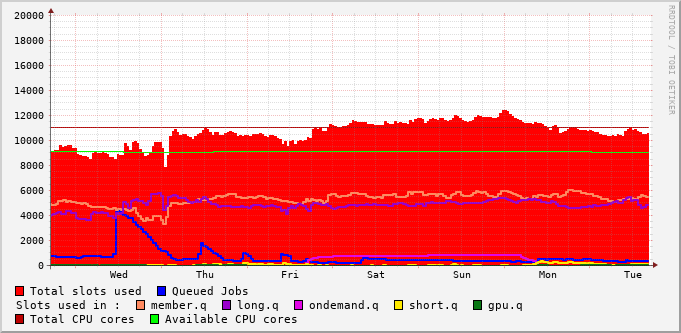 20000
18000
16000
14000
12000
10000
8000
6000
4000
2000
0
Wed Thu Fri Sat Sun Mon Tue
Total slots used Queued Jobs
Slots used in : member.q long.q ondemand.q short.q gpu.q
Total CPU cores Available CPU cores
RRDTOOL / TOBI OETIKER